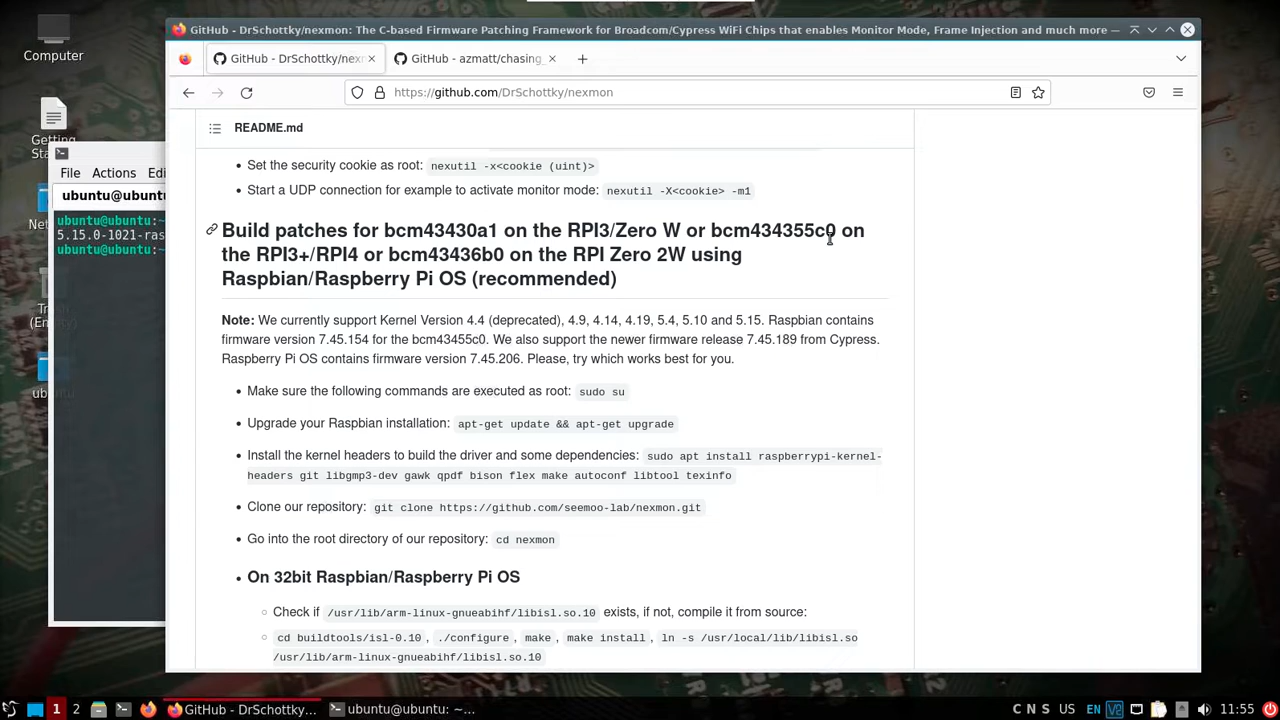 Computer
Getting
Sta
Net
Tra
(Em
ubu
File Actions Edi
ubuntu@ubuntu
ubuntu@ubuntu:~
5.15.0-1021-ras
ubuntu@ubuntu:~
GitHub - DrSchottky/nexmon: The C-based Firmware Patching Framework for Broadcom/Cypress WiFi Chips that enables Monitor Mode, Frame Injection and much more —
GitHub - DrSchottky/nexm
GitHub - azmatt/chasing_
https://github.com/DrSchottky/nexmon
README.md
• Set the security cookie as root: nexutil -x<cookie (uint)>
• Start a UDP connection for example to activate monitor mode: nexutil -X<cookie> -m1
Build patches for bcm43430a1 on the RPI3/Zero W or bcm434355c0 on
the RPI3+/RPI4 or bcm43436b0 on the RPI Zero 2W using
Raspbian/Raspberry Pi OS (recommended)
Note: We currently support Kernel Version 4.4 (deprecated), 4.9, 4.14, 4.19, 5.4, 5.10 and 5.15. Raspbian contains
firmware version 7.45.154 for the bcm43455c0. We also support the newer firmware release 7.45.189 from Cypress.
Raspberry Pi OS contains firmware version 7.45.206. Please, try which works best for you.
• Make sure the following commands are executed as root: sudo su
• Upgrade your Raspbian installation: apt-get update && apt-get upgrade
• Install the kernel headers to build the driver and some dependencies: sudo apt install raspberrypi-kernel-
headers git libgmp3-dev gawk qpdf bison flex make autoconf libtool texinfo
• Clone our repository: git clone https://github.com/seemoo-lab/nexmon.git
• Go into the root directory of our repository: cd nexmon
• On 32bit Raspbian/Raspberry Pi OS
○ Check if /usr/lib/arm-linux-gnueabihf/libisl.so.10 exists, if not, compile it from source:
○ cd buildtools/isl-0.10 , ./configure , make , make install , ln -s /usr/local/lib/libisl.so
/usr/lib/arm-linux-gnueabihf/libisl.so.10
1 2 GitHub - DrSchottky... ubuntu@ubuntu: ~... C N S US EN 11:55